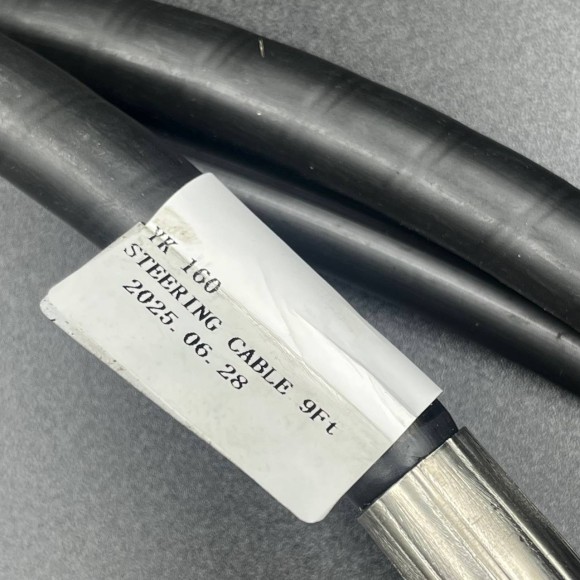 YK 160
STEERING CABLE 9Ft
2025.06.28